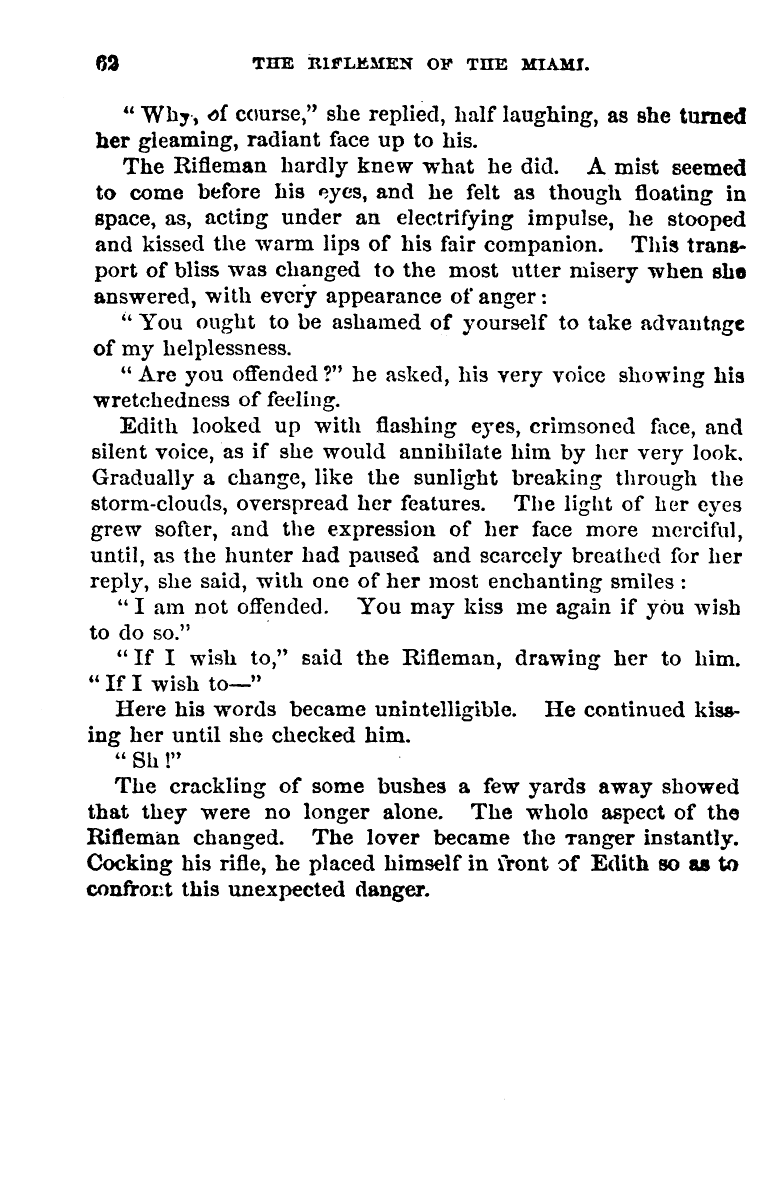 62 THE RIFLEMEN OF THE MIAMI.
“ Why, of course,” she replied, half laughing, as she turned
her gleaming, radiant face up to his.
The Rifleman hardly knew what he did. A mist seemed
to come before his eyes, and he felt as though floating in
space, as, acting under an electrifying impulse, he stooped
and kissed the warm lips of his fair companion. This trans-
port of bliss was changed to the most utter misery when she
answered, with every appearance of anger :
“ You ought to be ashamed of yourself to take advantage
of my helplessness.
“ Are you offended ?” he asked, his very voice showing his
wretchedness of feeling.
Edith looked up with flashing eyes, crimsoned face, and
silent voice, as if she would annihilate him by her very look.
Gradually a change, like the sunlight breaking through the
storm-clouds, overspread her features. The light of her eyes
grew softer, and the expression of her face more merciful,
until, as the hunter had paused and scarcely breathed for her
reply, she said, with one of her most enchanting smiles :
“ I am not offended. You may kiss me again if you wish
to do so.”
“ If I wish to,” said the Rifleman, drawing her to him.
“ If I wish to—”
Here his words became unintelligible. He continued kiss-
ing her until she checked him.
“ Sh !”
The crackling of some bushes a few yards away showed
that they were no longer alone. The whole aspect of the
Rifleman changed. The lover became the ranger instantly.
Cocking his rifle, he placed himself in front of Edith so as to
confront this unexpected danger.